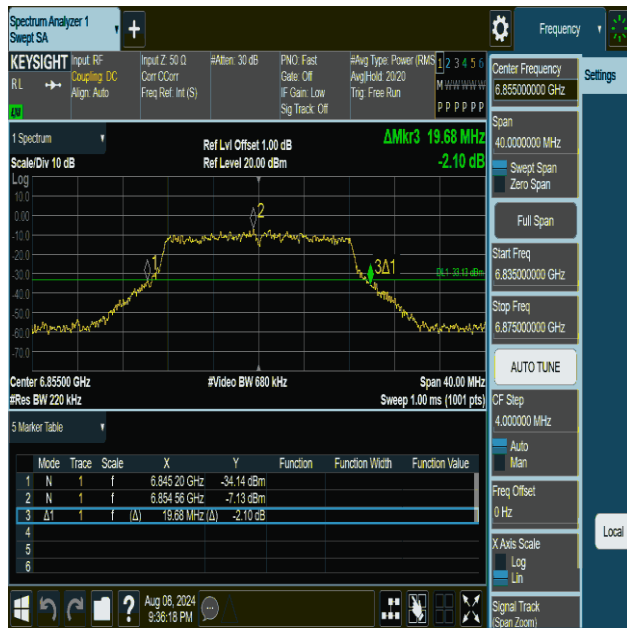 Spectrum Analyzer 1
Swept SA
+
Frequency
KEYSIGHT
RL
Input: RF
Coupling: DC
Align: Auto
Input Z: 50 Ω
Corr CCorr
Freq Ref: Int (S)
#Atten: 30 dB
PNO: Fast
Gate: Off
IF Gain: Low
Sig Track: Off
#Avg Type: Power (RMS
Avg|Hold: 20/20
Trig: Free Run
1 2 3 4 5 6
M W W W W W
P P P P P P
1 Spectrum
Scale/Div 10 dB
Ref Lvl Offset 1.00 dB
Ref Level 20.00 dBm
ΔMkr3 19.68 MHz
-2.10 dB
Log
10.0
0.00
-10.0
-20.0
-30.0
-40.0
-50.0
-60.0
-70.0
1
2
3Δ1
DL1 -33.13 dBm
Center 6.85500 GHz
#Res BW 220 kHz
#Video BW 680 kHz
Span 40.00 MHz
Sweep 1.00 ms (1001 pts)
5 Marker Table
Mode Trace Scale X Y Function Function Width Function Value
1 N 1 f 6.845 20 GHz -34.14 dBm
2 N 1 f 6.854 56 GHz -7.13 dBm
3 Δ1 1 f (Δ) 19.68 MHz (Δ) -2.10 dB
4
5
6
Aug 08, 2024
9:36:18 PM
?
Settings
Center Frequency
6.855000000 GHz
Span
40.0000000 MHz
Swept Span
Zero Span
Full Span
Start Freq
6.835000000 GHz
Stop Freq
6.875000000 GHz
AUTO TUNE
CF Step
4.000000 MHz
Auto
Man
Freq Offset
0 Hz
X Axis Scale
Log
Lin
Signal Track
(Span Zoom)
Local